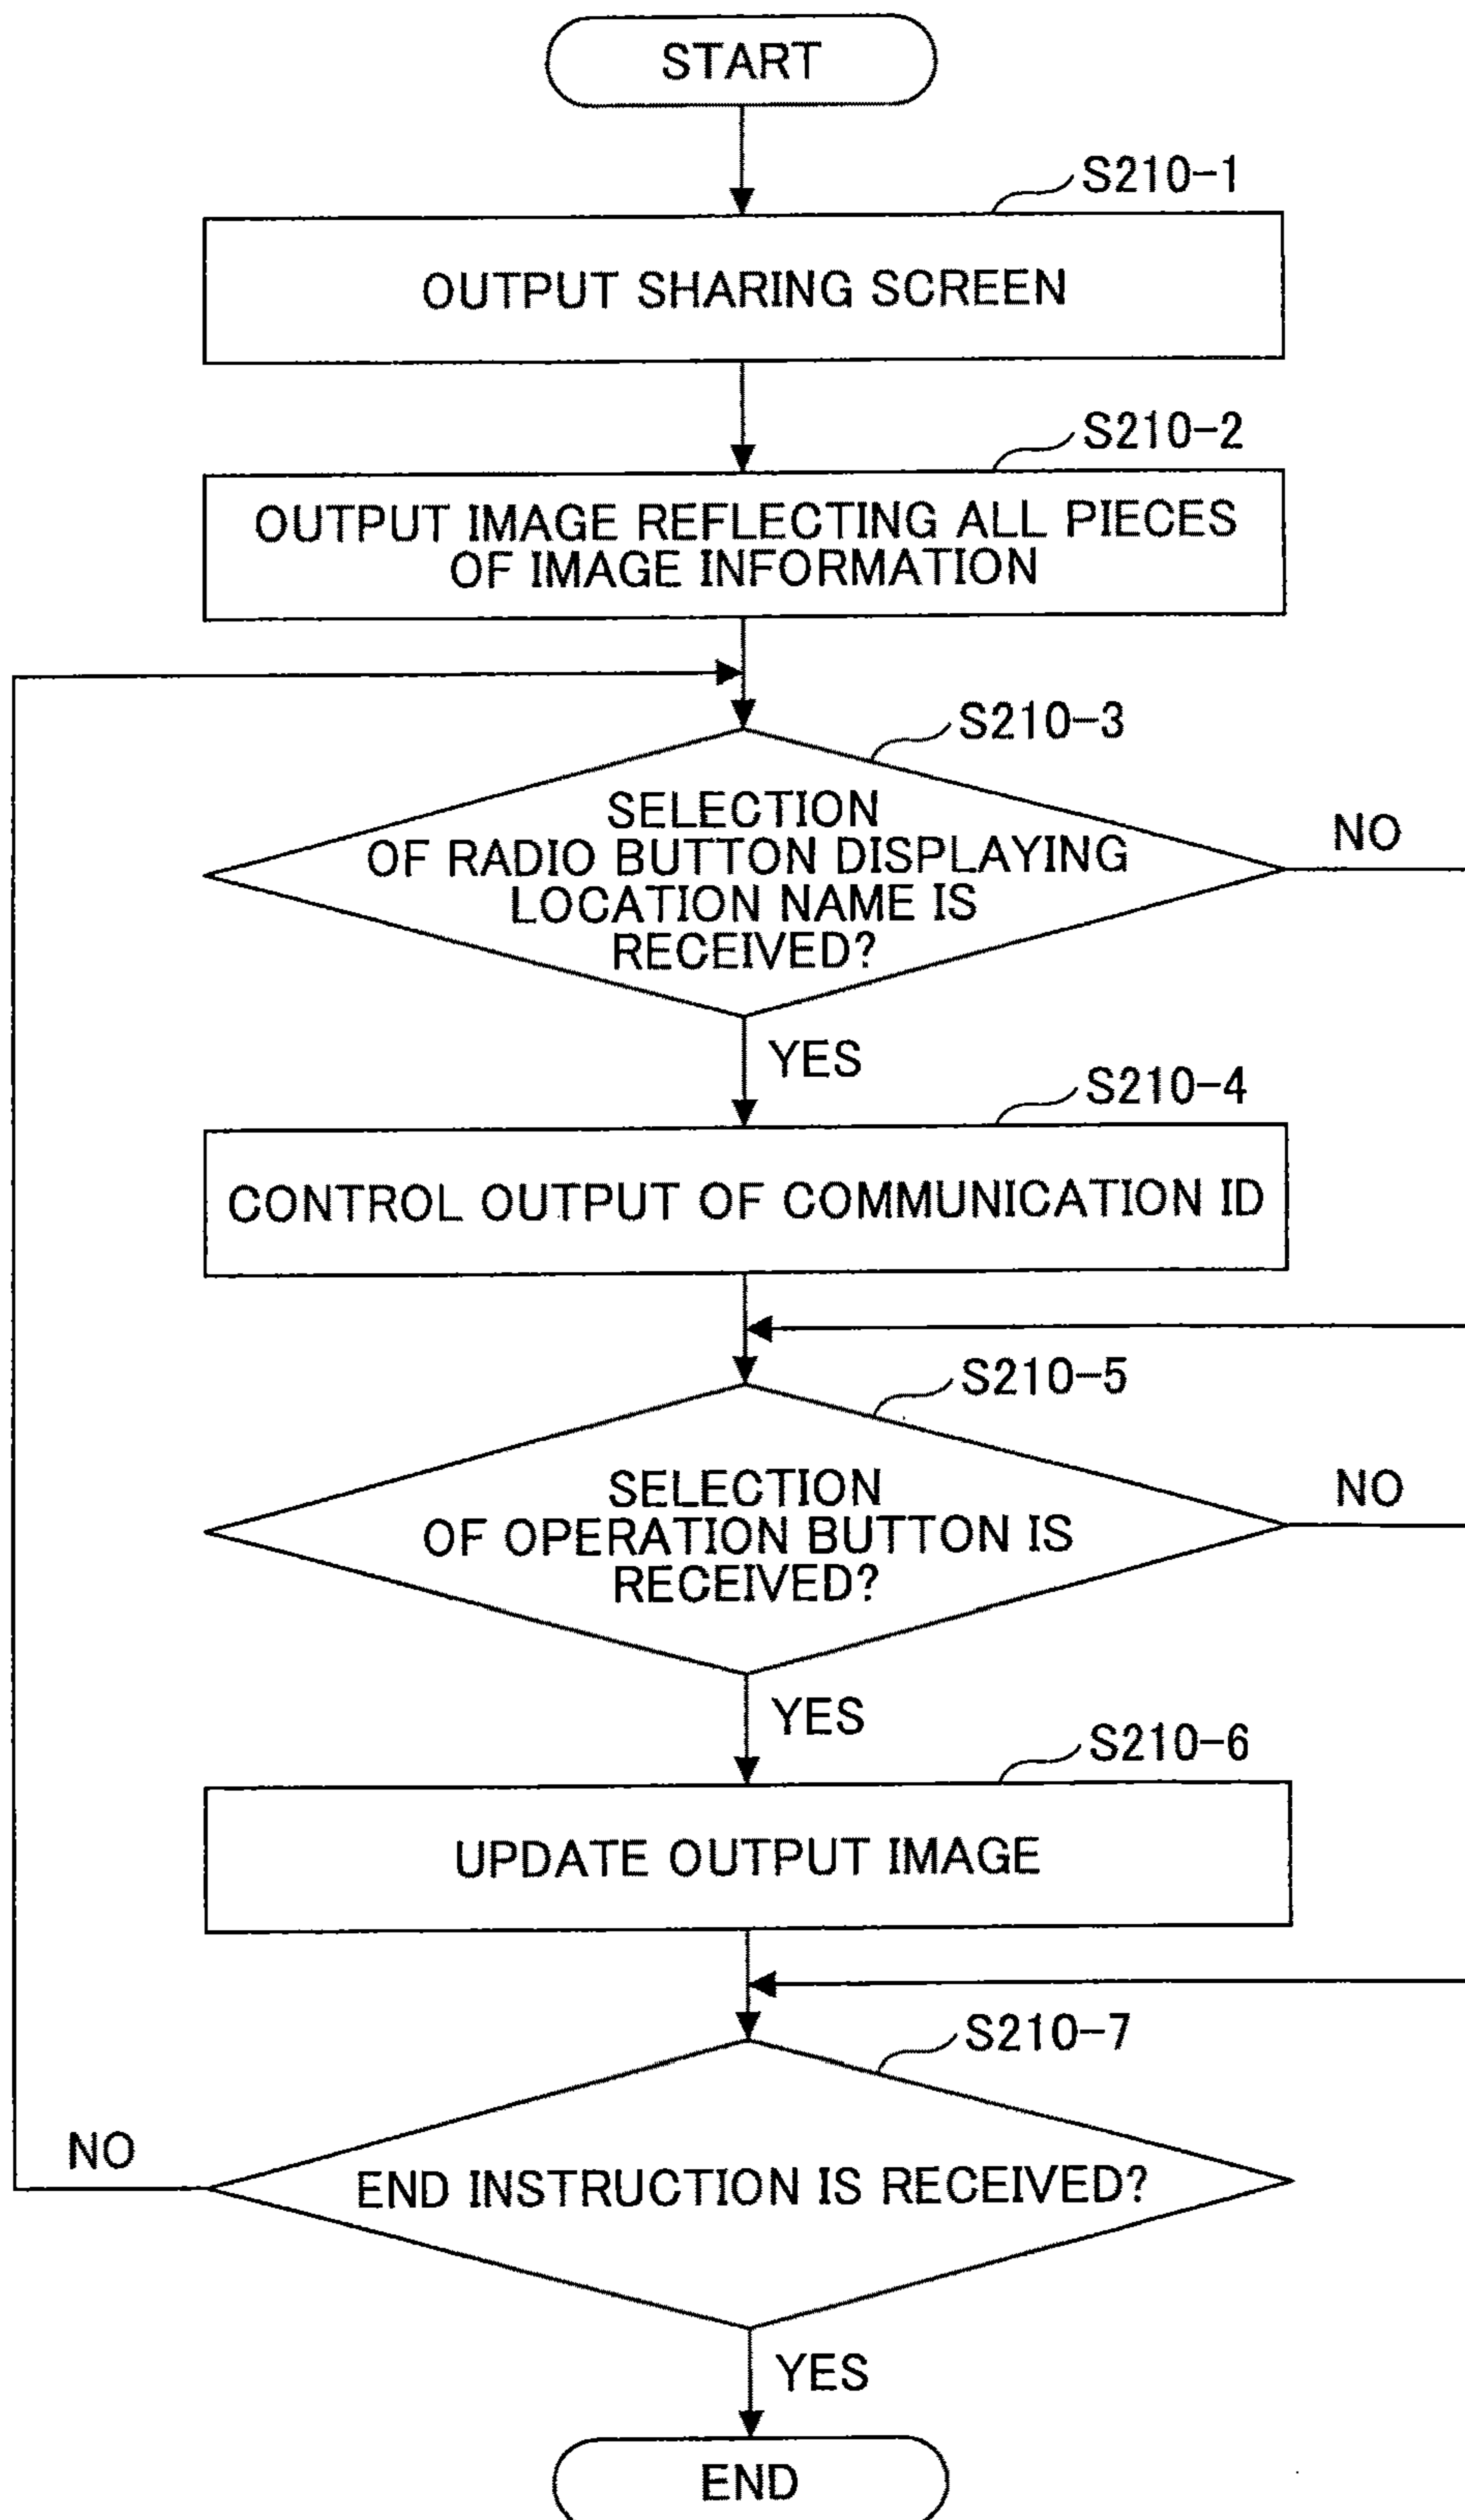 START
S210-1
OUTPUT SHARING SCREEN
S210-2
OUTPUT IMAGE REFLECTING ALL PIECES
OF IMAGE INFORMATION
S210-3
SELECTION
OF RADIO BUTTON DISPLAYING
LOCATION NAME IS
RECEIVED?
NO
YES
S210-4
CONTROL OUTPUT OF COMMUNICATION ID
S210-5
SELECTION
OF OPERATION BUTTON IS
RECEIVED?
NO
YES
S210-6
UPDATE OUTPUT IMAGE
S210-7
NO
END INSTRUCTION IS RECEIVED?
YES
END